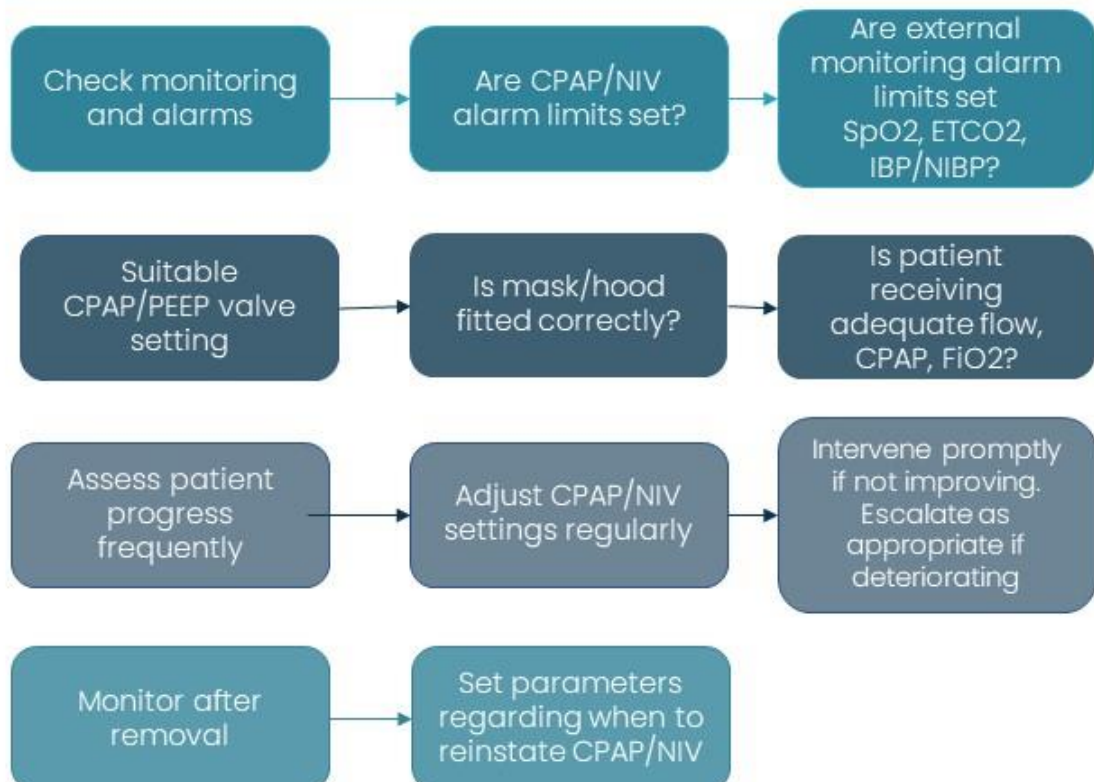 Check monitoring
and alarms
Are CPAP/NIV
alarm limits set?
Are external
monitoring alarm
limits set
SpO2, ETCO2,
IBP/NIBP?
Suitable
CPAP/PEEP valve
setting
Is mask/hood
fitted correctly?
Is patient
receiving
adequate flow,
CPAP, FiO2?
Assess patient
progress
frequently
Adjust CPAP/NIV
settings regularly
Intervene promptly
if not improving.
Escalate as
appropriate if
deteriorating
Monitor after
removal
Set parameters
regarding when to
reinstate CPAP/NIV